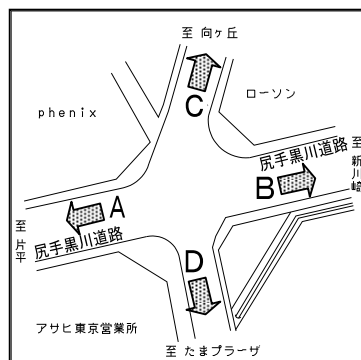 至 向ヶ丘
ローソン
phenix
C
尻手黒川道路
至 新川崎
B
A
至 片平
尻手黒川道路
D
アサヒ東京営業所
至 たまプラーザ